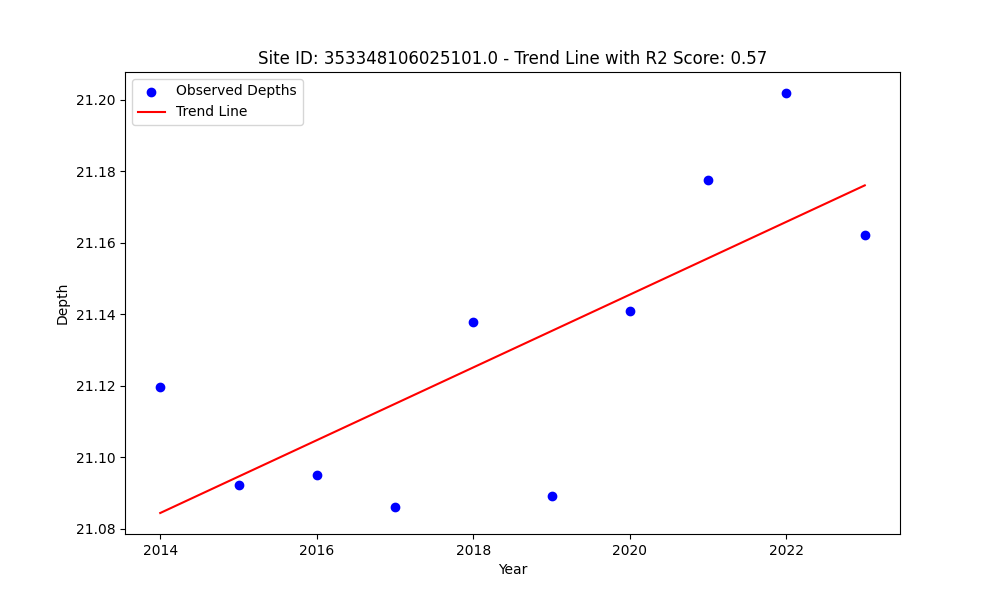 Site ID: 353348106025101.0 - Trend Line with R2 Score: 0.57
Observed Depths
Trend Line
21.20
21.18
21.16
21.14
21.12
21.10
21.08
Depth
2014
2016
2018
2020
2022
Year